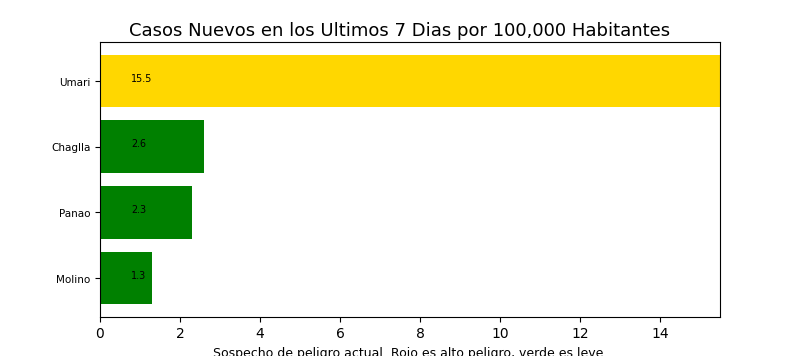 Casos Nuevos en los Ultimos 7 Dias por 100,000 Habitantes
Umari 15.5
Chaglla 2.6
Panao 2.3
Molino 1.3
0 2 4 6 8 10 12 14
Sospecho de peligro actual. Rojo es alto peligro, verde es leve